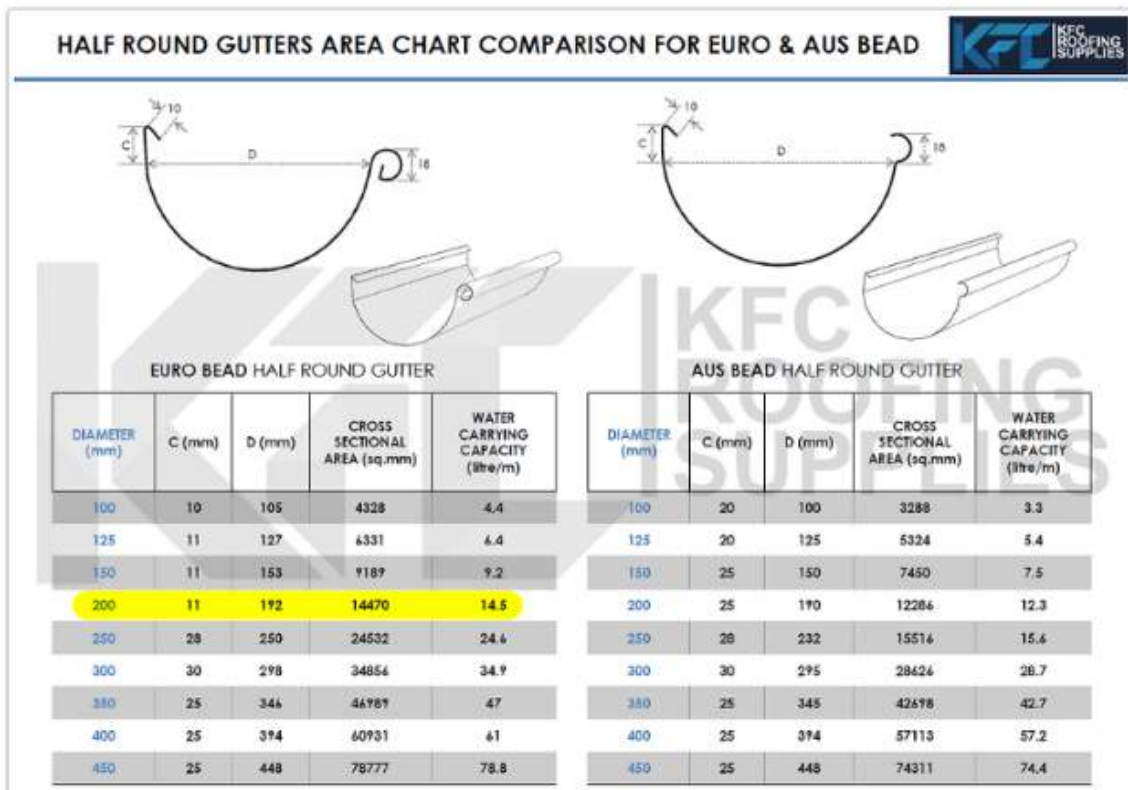 HALF ROUND GUTTERS AREA CHART COMPARISON FOR EURO & AUS BEAD
KFC
KFC
ROOFING
SUPPLIES
10
C
D
18
10
C
D
18
KFC
ROOFING
SUPPLIES
EURO BEAD HALF ROUND GUTTER
DIAMETER (mm) C (mm) D (mm) CROSS SECTIONAL AREA (sq.mm) WATER CARRYING CAPACITY (litre/m)
100 10 105 4328 4.4
125 11 127 6331 6.4
150 11 153 9189 9.2
200 11 192 14470 14.5
250 28 250 24532 24.6
300 30 298 34856 34.9
350 25 346 46989 47
400 25 394 60931 61
450 25 448 78777 78.8
AUS BEAD HALF ROUND GUTTER
DIAMETER (mm) C (mm) D (mm) CROSS SECTIONAL AREA (sq.mm) WATER CARRYING CAPACITY (litre/m)
100 20 100 3288 3.3
125 20 125 5324 5.4
150 25 150 7450 7.5
200 25 190 12286 12.3
250 28 232 15516 15.6
300 30 295 28626 28.7
350 25 345 42698 42.7
400 25 394 57113 57.2
450 25 448 74311 74.4